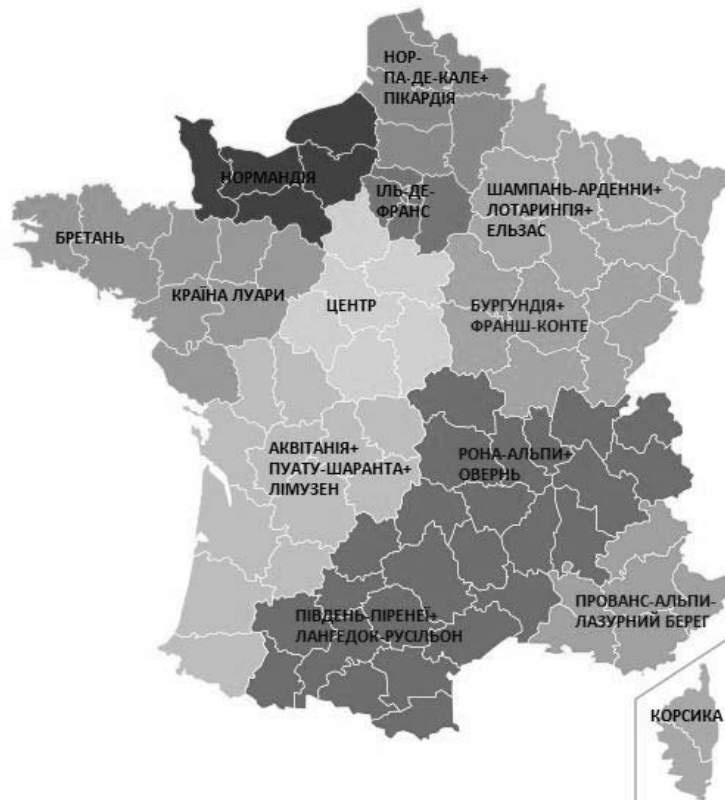 НОР-
ПА-ДЕ-КАЛЕ+
ПІКАРДІЯ
НОРМАНДІЯ
ІЛЬ-ДЕ-
ФРАНС
ШАМПАНЬ-АРДЕННИ+
ЛОТАРИНГІЯ+
ЕЛЬЗАС
БРЕТАНЬ
КРАЇНА ЛУАРИ
ЦЕНТР
БУРГУНДІЯ+
ФРАНШ-КОНТЕ
АКВІТАНІЯ+
ПУАТУ-ШАРАНТА+
ЛІМУЗЕН
РОНА-АЛЬПИ+
ОВЕРНЬ
ПІВДЕНЬ-ПІРЕНЕЇ+
ЛАНГЕДОК-РУСІЛЬОН
ПРОВАНС-АЛЬПИ-
ЛАЗУРНИЙ БЕРЕГ
КОРСИКА